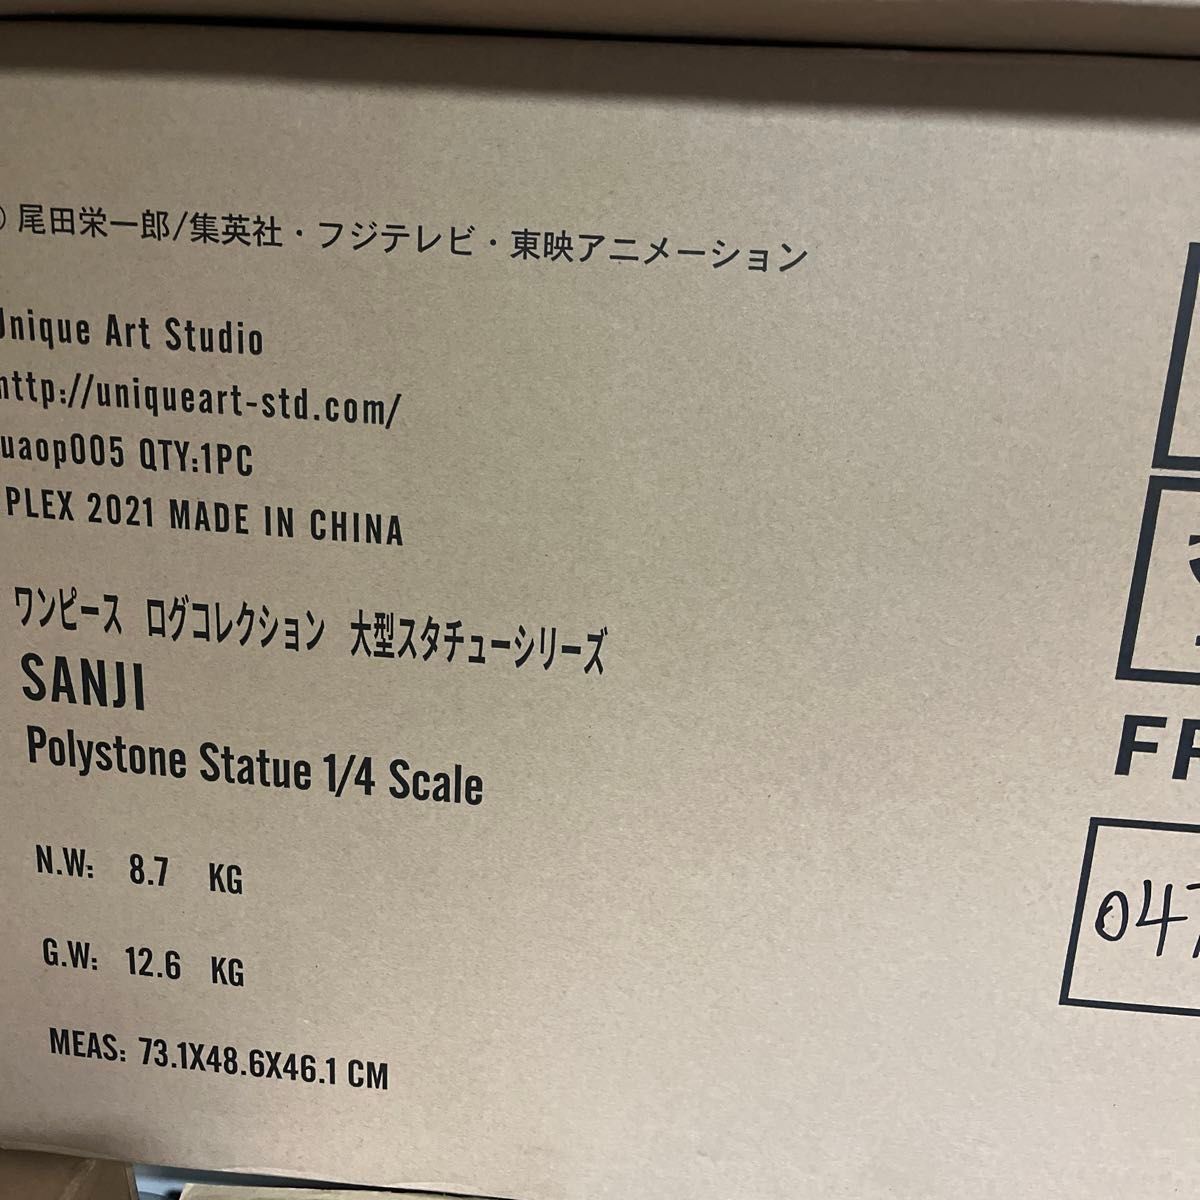 尾田栄一郎/集英社・フジテレビ・東映アニメーション
Unique Art Studio
http://uniqueart-std.com/
uaop005 QTY:1PC
PLEX 2021 MADE IN CHINA
ワンピース ログコレクション 大型スタチューシリーズ
SANJI
Polystone Statue 1/4 Scale
N.W: 8.7 KG
G.W: 12.6 KG
MEAS: 73.1X48.6X46.1 CM